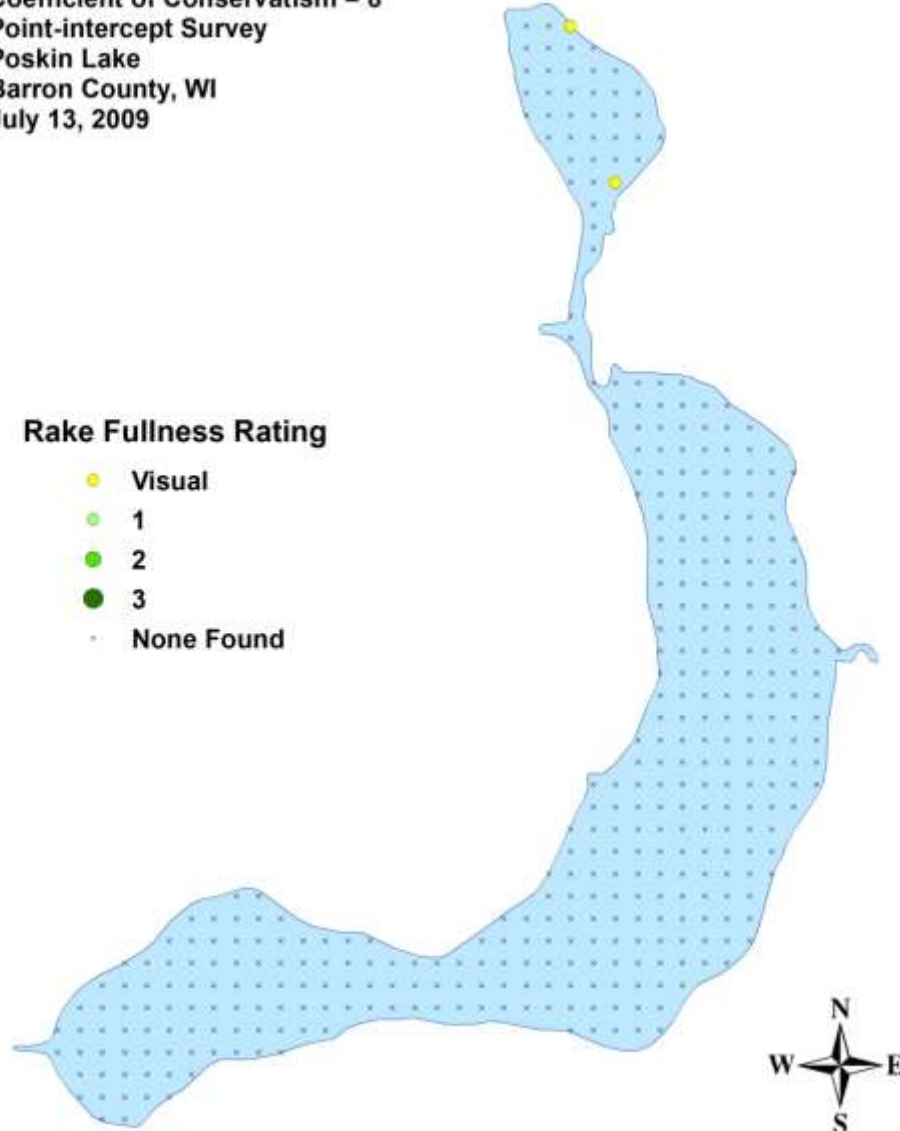 Coefficient of Conservatism = 8
Point-intercept Survey
Poskin Lake
Barron County, WI
July 13, 2009
Rake Fullness Rating
Visual
1
2
3
None Found
N
W E
S